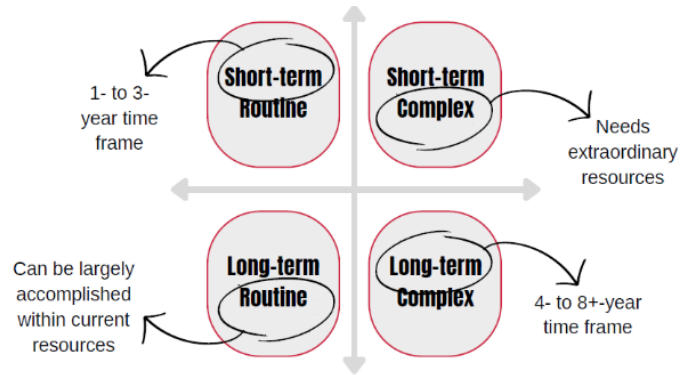 Short-term
Routine
Short-term
Complex
1- to 3-
year time
frame
Needs
extraordinary
resources
Long-term
Routine
Long-term
Complex
Can be largely
accomplished
within current
resources
4- to 8+-year
time frame